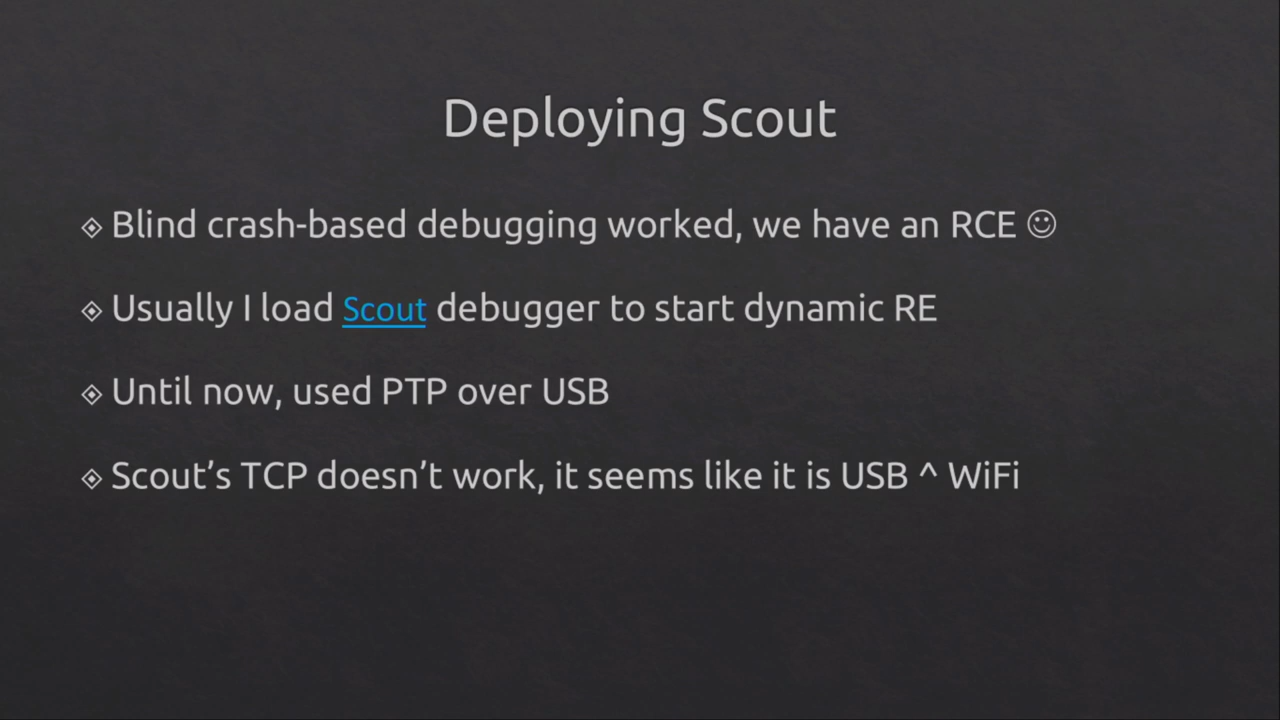 Deploying Scout
Blind crash-based debugging worked, we have an RCE ☺
Usually I load Scout debugger to start dynamic RE
Until now, used PTP over USB
Scout’s TCP doesn’t work, it seems like it is USB ^ WiFi